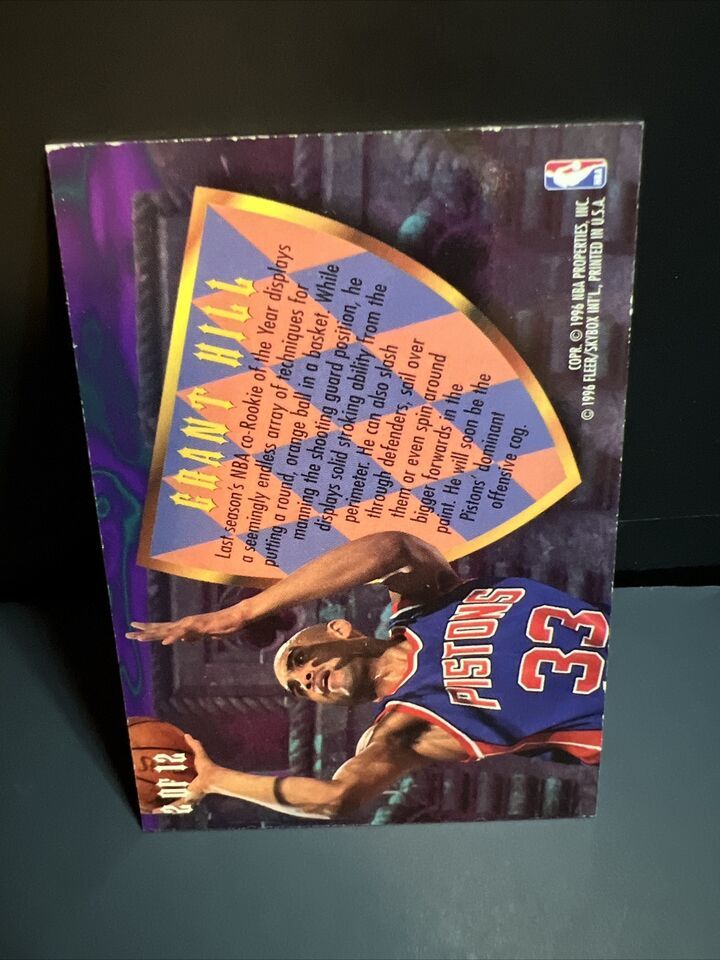 GRANT HILL
Last season's NBA co-Rookie of the Year displays
a seemingly endless array of techniques for
putting a round, orange ball in a basket. While
manning the shooting guard position, he
displays solid stroking ability from the
perimeter. He can also slash
through defenders, sail over
them or even spin around
bigger forwards in the
paint. He will soon be the
Pistons' dominant
offensive cog.
PISTONS
33
2 OF 12
NBA
COPR. © 1996 NBA PROPERTIES, INC.
© 1996 FLEER/SKYBOX INT'L., PRINTED IN U.S.A.